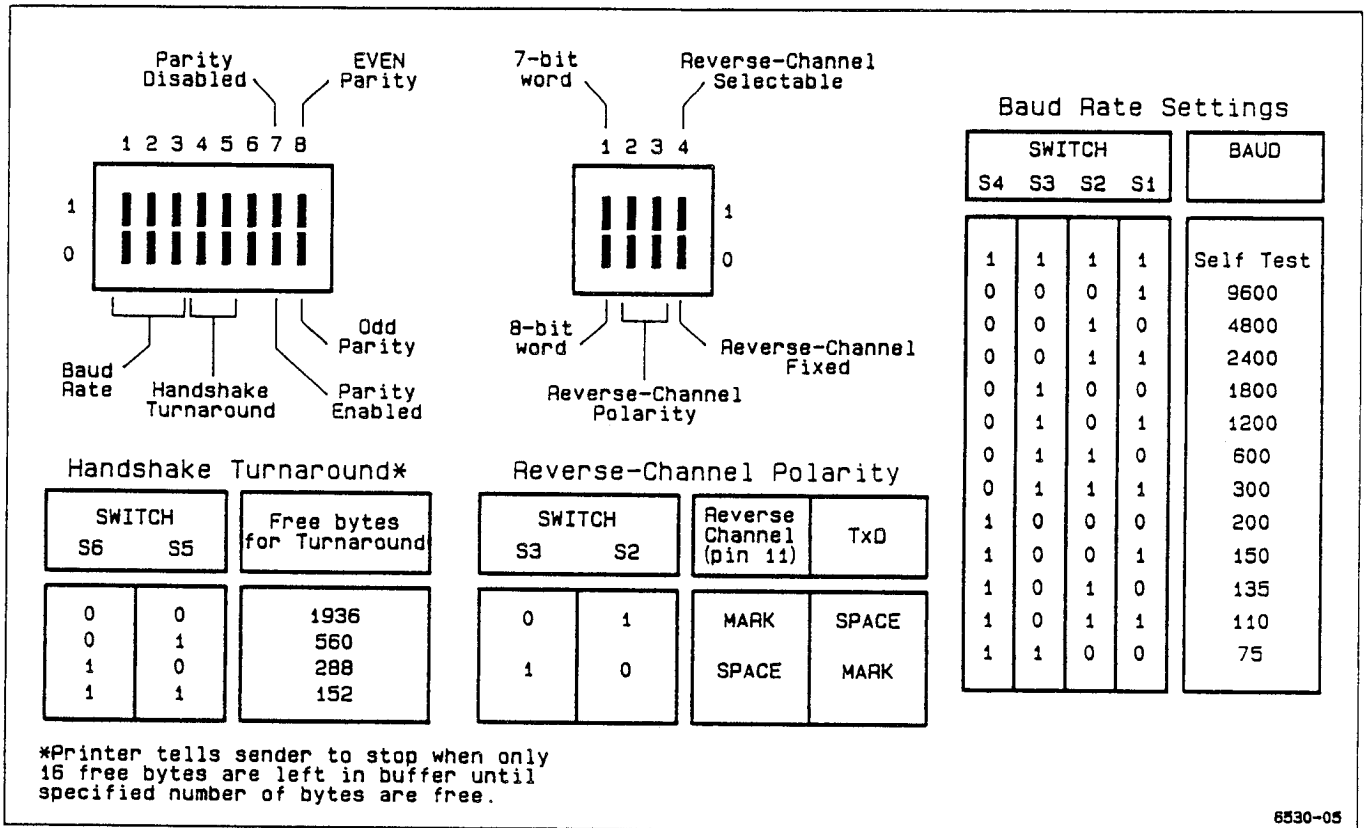 Parity Disabled
EVEN Parity
1 2 3 4 5 6 7 8
1
0
Baud Rate
Handshake Turnaround
Parity Enabled
Odd Parity
7-bit word
Reverse-Channel Selectable
1 2 3 4
1
0
8-bit word
Reverse-Channel Polarity
Reverse-Channel Fixed
Baud Rate Settings
SWITCH BAUD
S4 S3 S2 S1
1 1 1 1 Self Test
0 0 0 1 9600
0 0 1 0 4800
0 0 1 1 2400
0 1 0 0 1800
0 1 0 1 1200
0 1 1 0 600
0 1 1 1 300
1 0 0 0 200
1 0 0 1 150
1 0 1 0 135
1 0 1 1 110
1 1 0 0 75
Handshake Turnaround*
SWITCH Free bytes for Turnaround
S6 S5
0 0 1936
0 1 560
1 0 288
1 1 152
Reverse-Channel Polarity
SWITCH Reverse Channel (pin 11) TxD
S3 S2
0 1 MARK SPACE
1 0 SPACE MARK
*Printer tells sender to stop when only
16 free bytes are left in buffer until
specified number of bytes are free.
6530-05